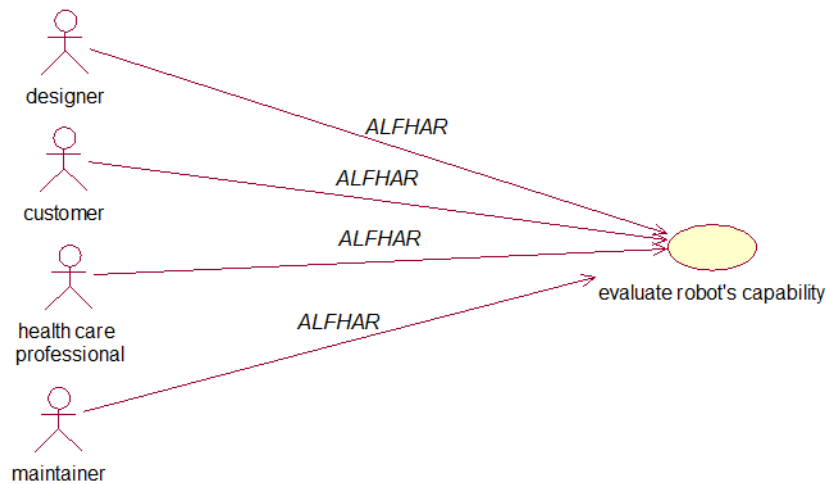 designer
ALFHAR
customer
ALFHAR
ALFHAR
evaluate robot's capability
health care
professional
ALFHAR
maintainer